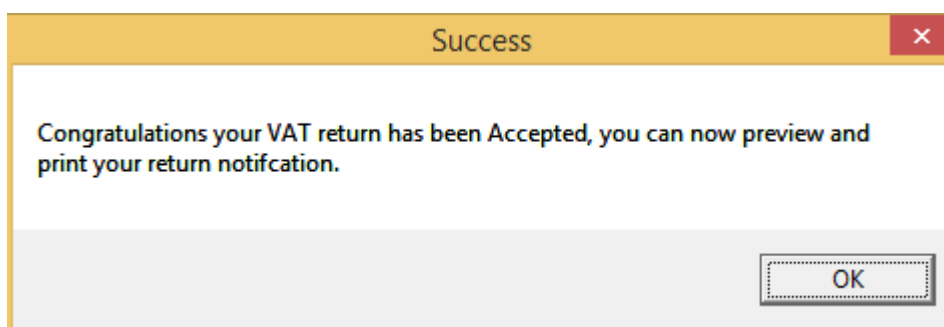 Success
Congratulations your VAT return has been Accepted, you can now preview and
print your return notifcation.
OK